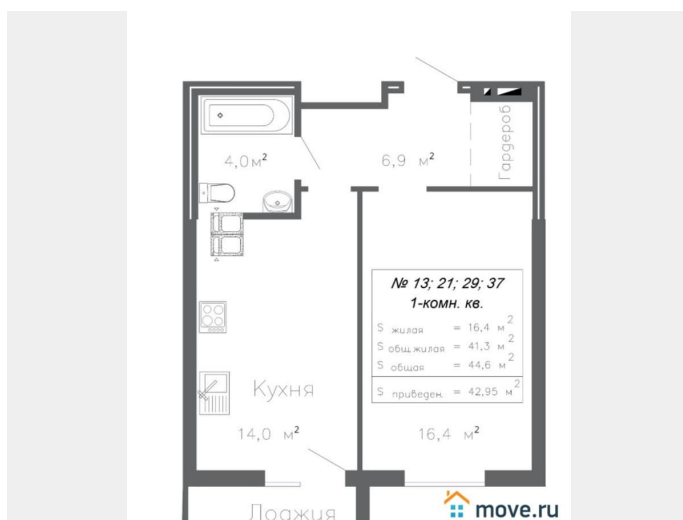 4,0м²
6,9 м²
Гардероб
№ 13; 21; 29; 37
1-комн. кв.
S жилая = 16,4 м²
S общ.жилая = 41,3 м²
S общая = 44,6 м²
S приведен. = 42,95 м²
Кухня
14,0 м²
16,4 м²
Лоджия
move.ru